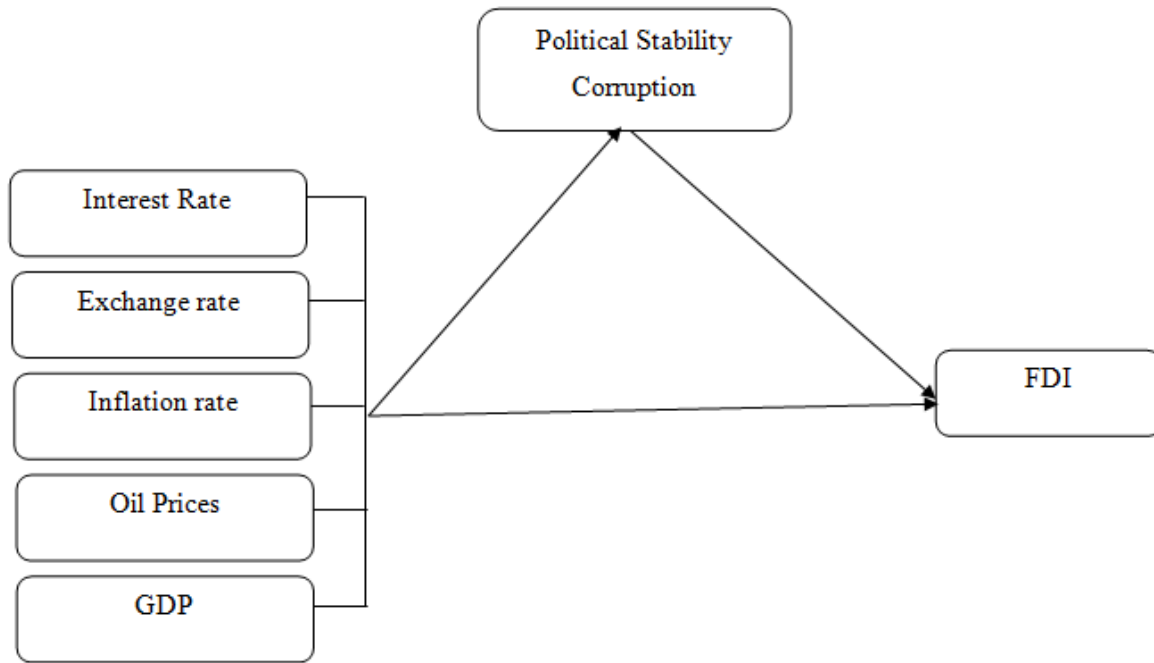 Political Stability
Corruption
Interest Rate
Exchange rate
Inflation rate
FDI
Oil Prices
GDP